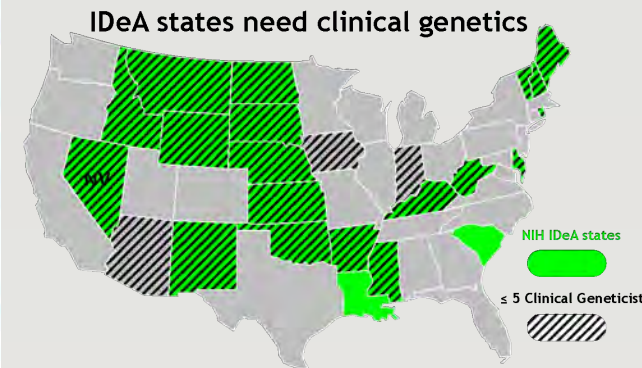 IDeA states need clinical genetics
NV
NIH IDeA states
≤ 5 Clinical Geneticist